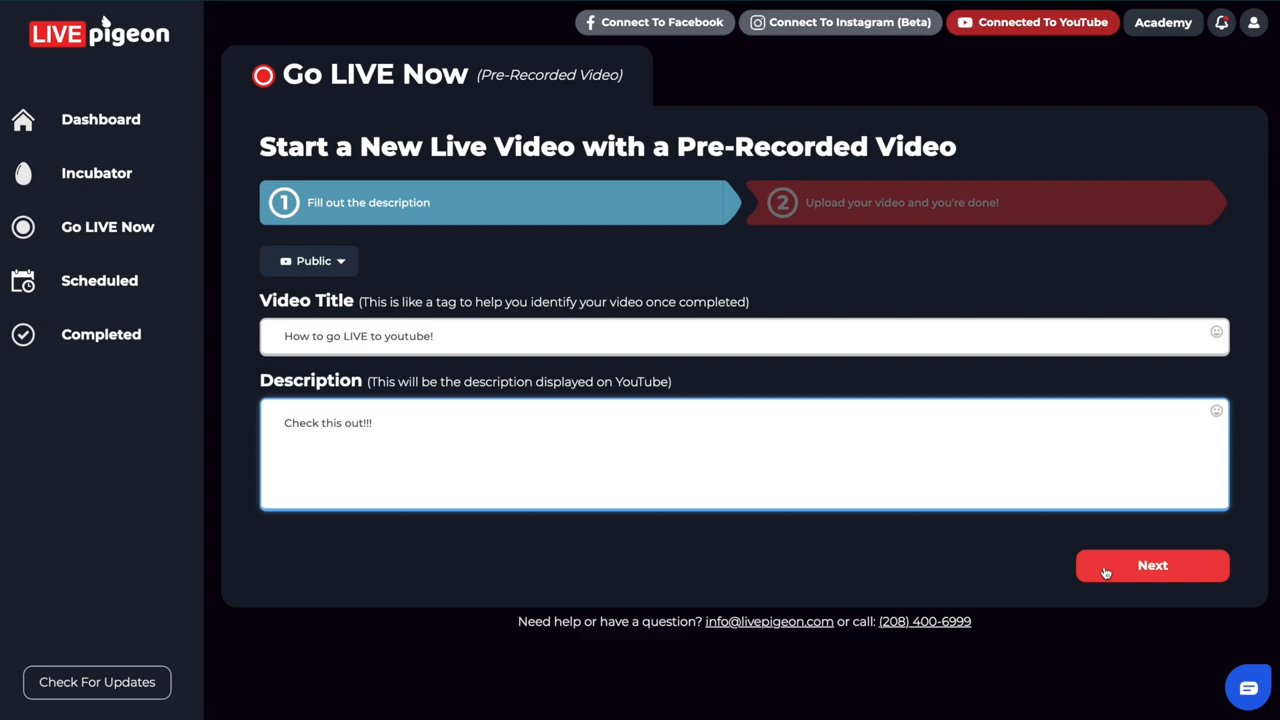 LIVE pigeon
Connect To Facebook
Connect To Instagram (Beta)
Connected To YouTube
Academy
Dashboard
Incubator
Go LIVE Now
Scheduled
Completed
Check For Updates
Go LIVE Now (Pre-Recorded Video)
Start a New Live Video with a Pre-Recorded Video
1 Fill out the description
2 Upload your video and you're done!
Public
Video Title (This is like a tag to help you identify your video once completed)
How to go LIVE to youtube!
Description (This will be the description displayed on YouTube)
Check this out!!!
Next
Need help or have a question? info@livepigeon.com or call: (208) 400-6999